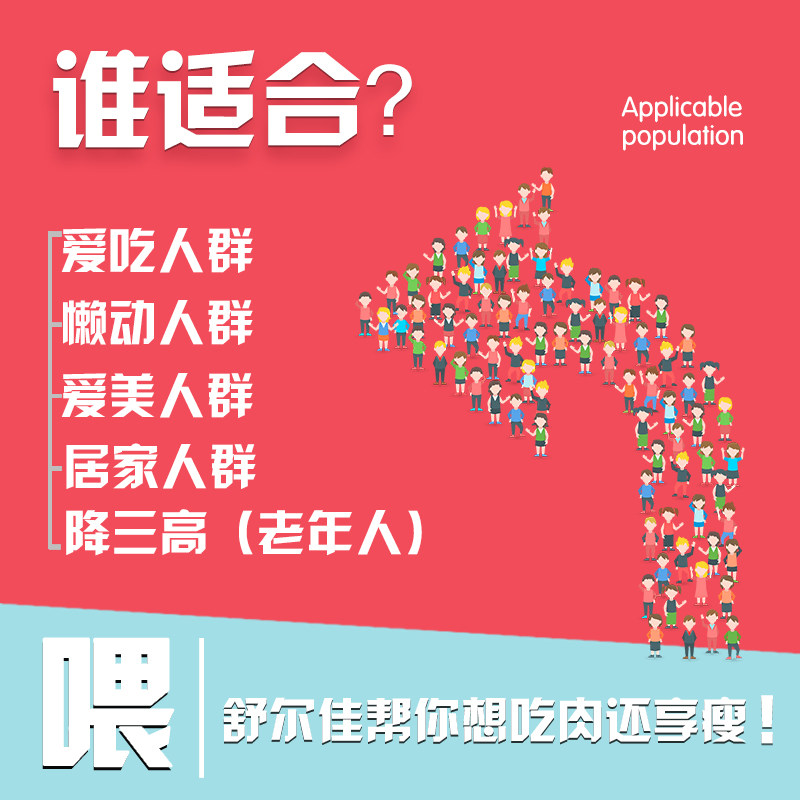 谁适合?
Applicable
population
爱吃人群
懒动人群
爱美人群
居家人群
降三高（老年人）
喂
舒尔佳帮你想吃肉还享瘦！